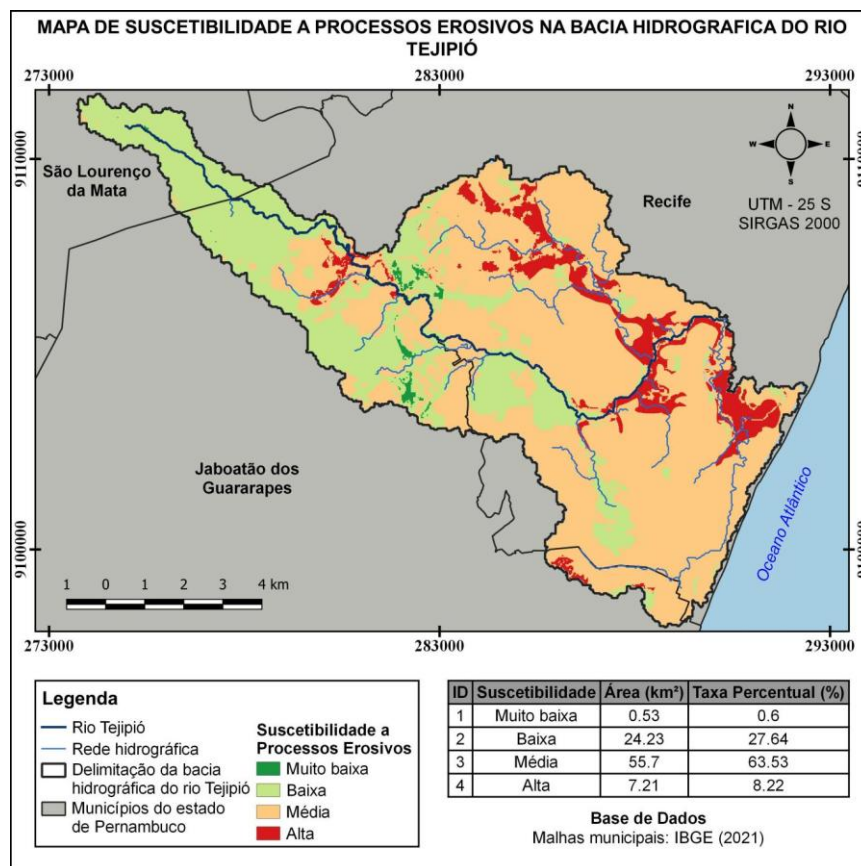 MAPA DE SUSCETIBILIDADE A PROCESSOS EROSIVOS NA BACIA HIDROGRAFICA DO RIO
TEJIPIÓ
273000 283000 293000
9110000 9110000
São Lourenço
da Mata
Recife
N
W E
S
UTM - 25 S
SIRGAS 2000
Jaboatão dos
Guararapes
Oceano Atlântico
9100000 9100000
1 0 1 2 3 4 km
273000 283000 293000
Legenda
Rio Tejipió
Rede hidrográfica
Delimitação da bacia
hidrográfica do rio Tejipió
Municípios do estado
de Pernambuco
Suscetibilidade a
Processos Erosivos
Muito baixa
Baixa
Média
Alta
ID Suscetibilidade Área (km²) Taxa Percentual (%)
1 Muito baixa 0.53 0.6
2 Baixa 24.23 27.64
3 Média 55.7 63.53
4 Alta 7.21 8.22
Base de Dados
Malhas municipais: IBGE (2021)